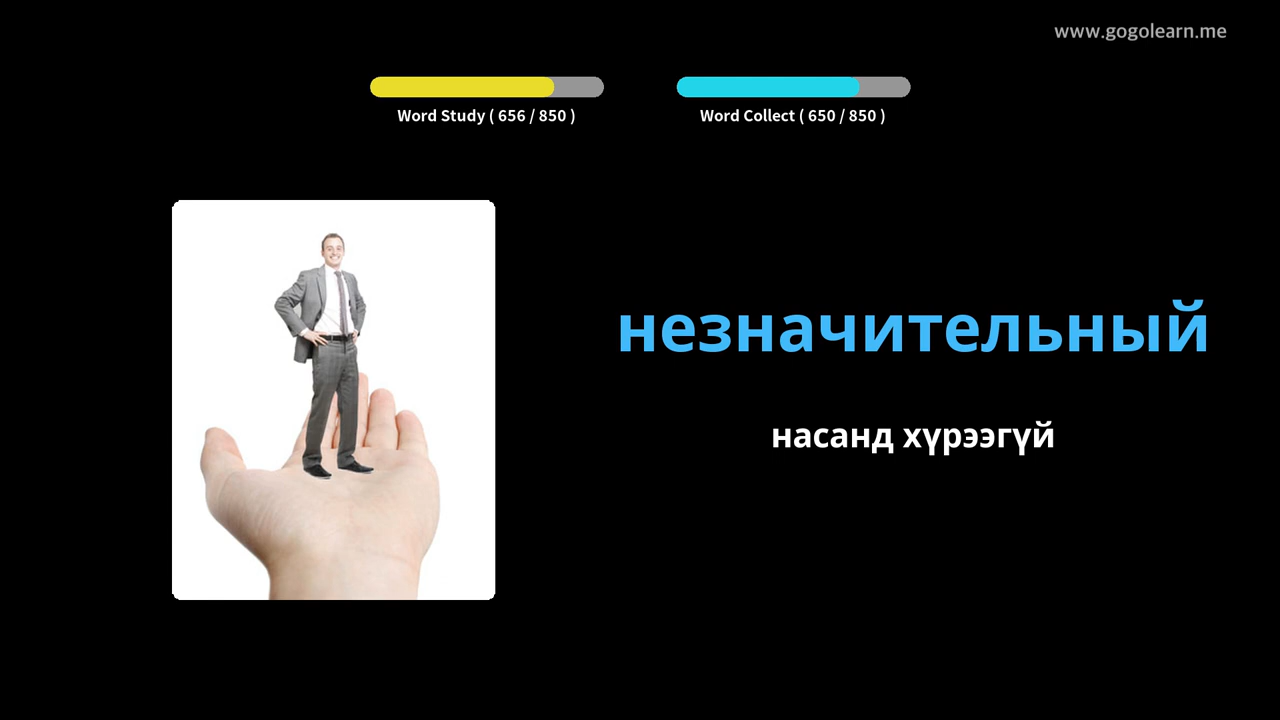 www.gogolearn.me
Word Study ( 656 / 850 )
Word Collect ( 650 / 850 )
незначительный
насанд хүрээгүй